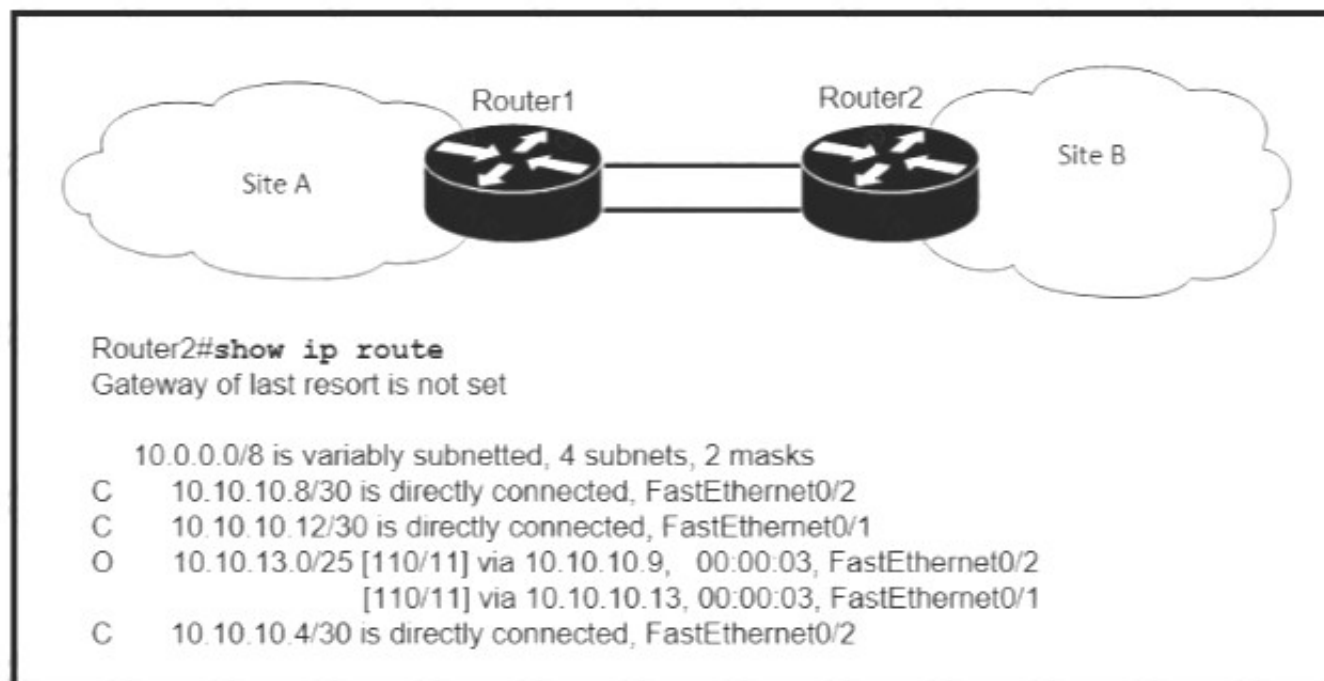 Router1
Router2
Site A
Site B
Router2#show ip route
Gateway of last resort is not set
10.0.0.0/8 is variably subnetted, 4 subnets, 2 masks
C 10.10.10.8/30 is directly connected, FastEthernet0/2
C 10.10.10.12/30 is directly connected, FastEthernet0/1
O 10.10.13.0/25 [110/11] via 10.10.10.9, 00:00:03, FastEthernet0/2
[110/11] via 10.10.10.13, 00:00:03, FastEthernet0/1
C 10.10.10.4/30 is directly connected, FastEthernet0/2